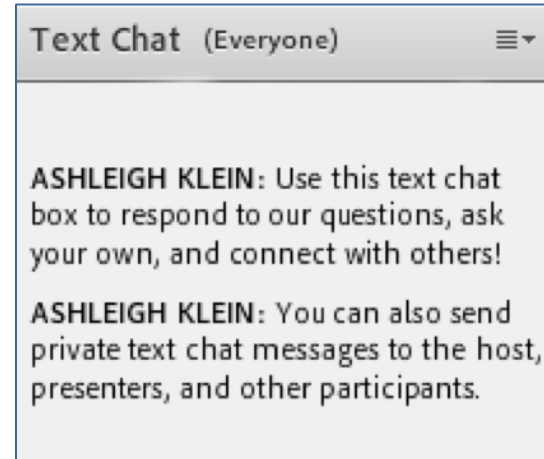 Text Chat (Everyone)
ASHLEIGH KLEIN: Use this text chat
box to respond to our questions, ask
your own, and connect with others!
ASHLEIGH KLEIN: You can also send
private text chat messages to the host,
presenters, and other participants.